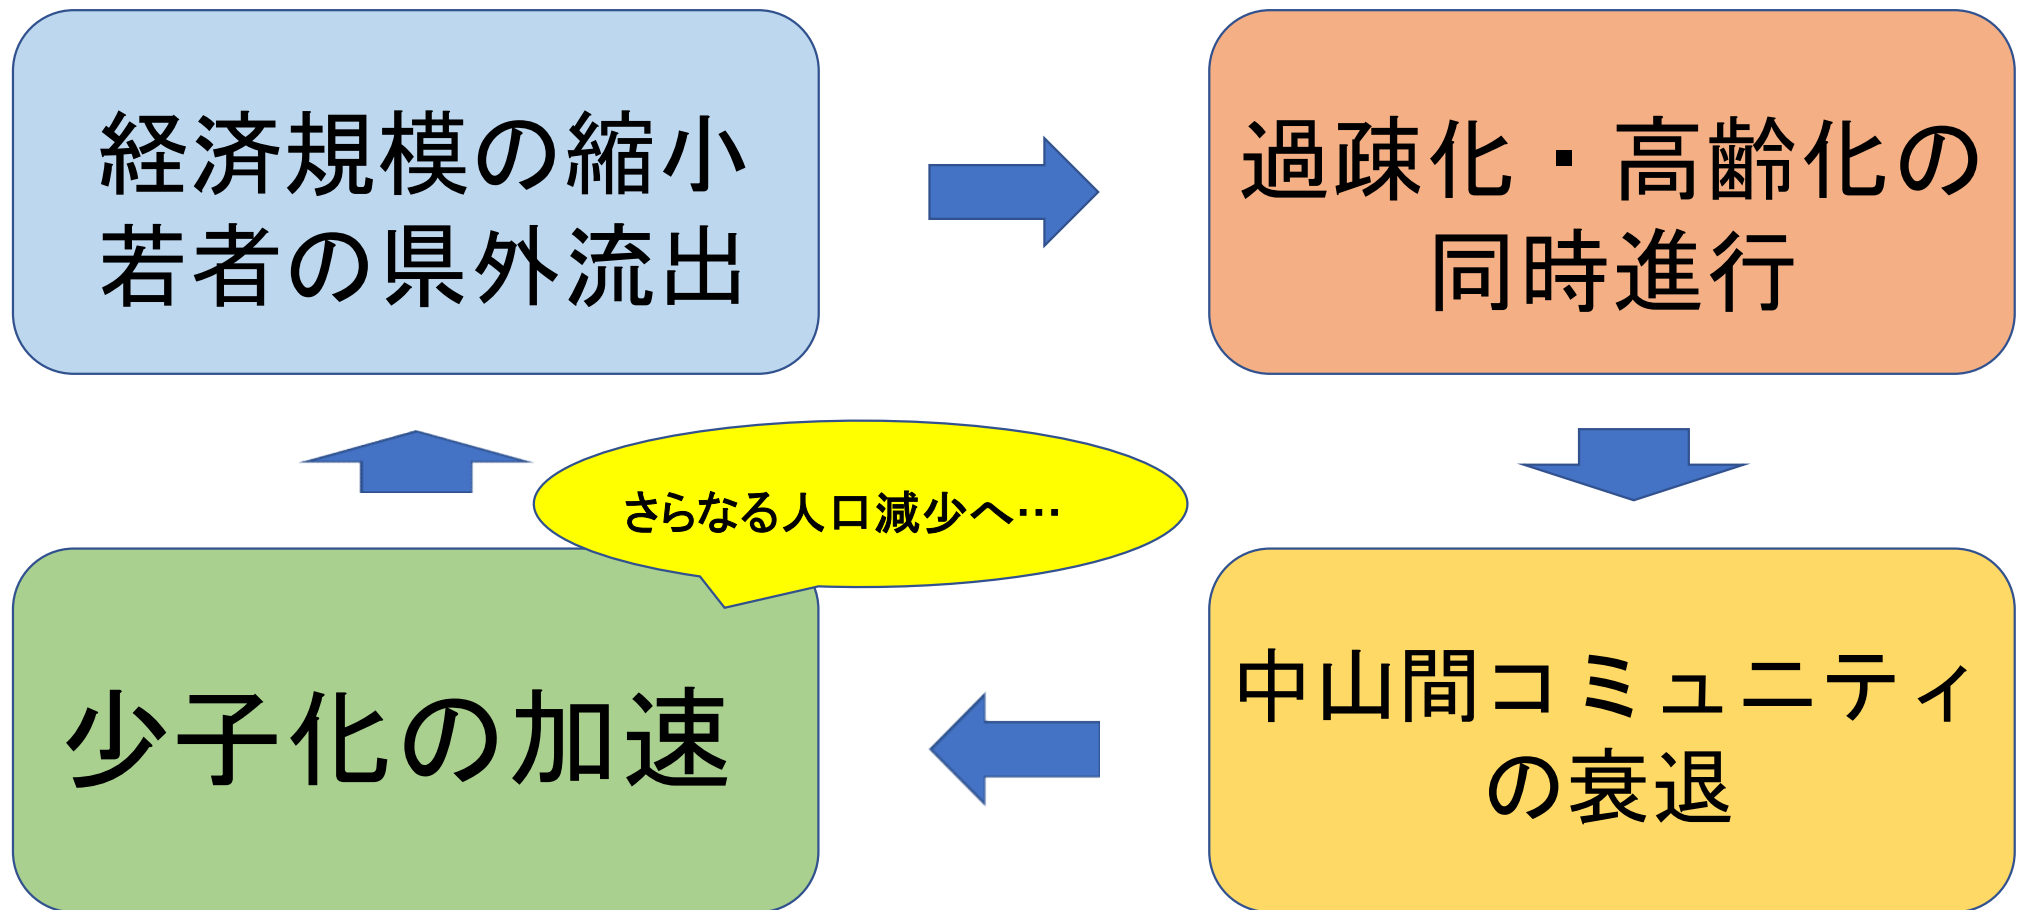 経済規模の縮小
若者の県外流出
過疎化・高齢化の
同時進行
さらなる人口減少へ…
少子化の加速
中山間コミュニティ
の衰退